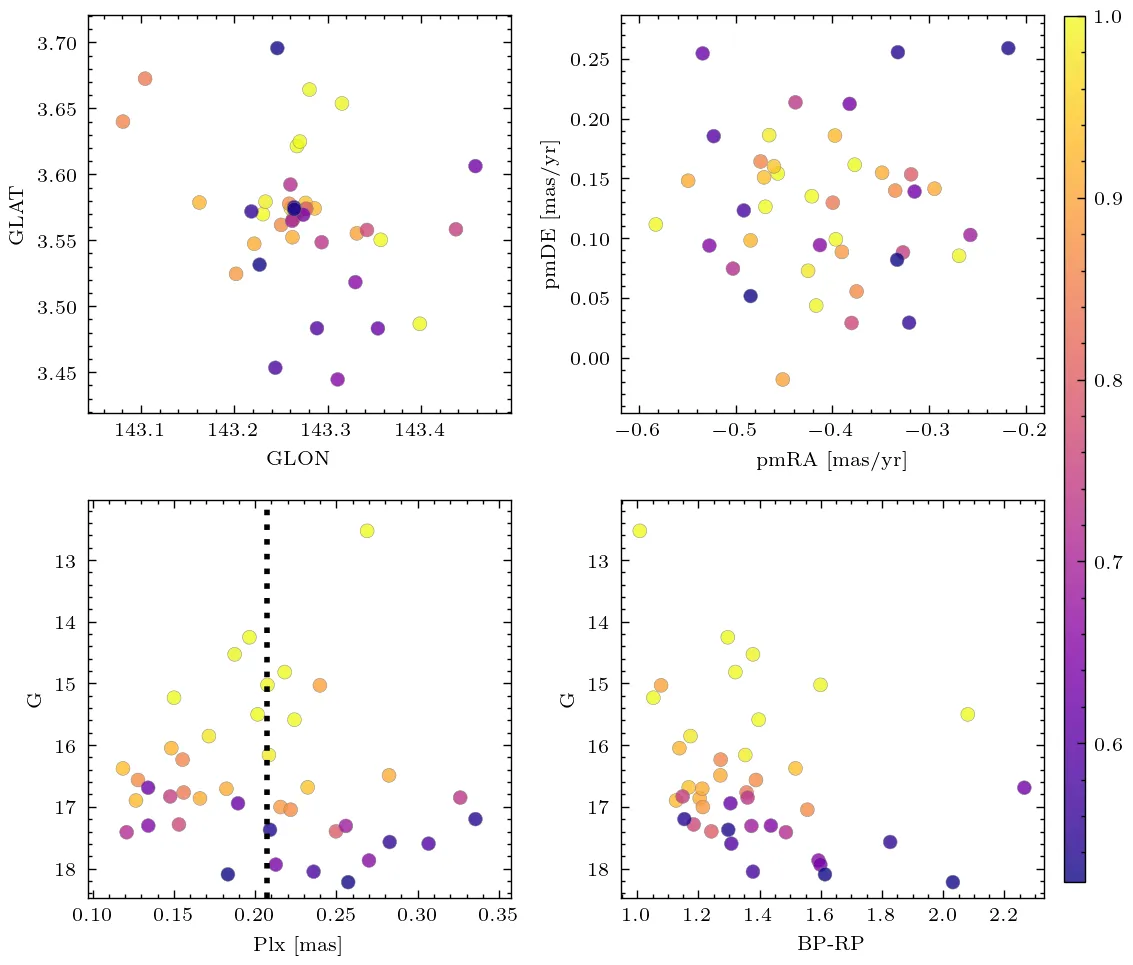 3.70
3.65
3.60
3.55
3.50
3.45
GLAT
143.1 143.2 143.3 143.4
GLON
0.25
0.20
0.15
0.10
0.05
0.00
pmDE [mas/yr]
−0.6 −0.5 −0.4 −0.3 −0.2
pmRA [mas/yr]
1.0
0.9
0.8
0.7
0.6
13
14
15
16
17
18
G
0.10 0.15 0.20 0.25 0.30 0.35
Plx [mas]
13
14
15
16
17
18
G
1.0 1.2 1.4 1.6 1.8 2.0 2.2
BP-RP